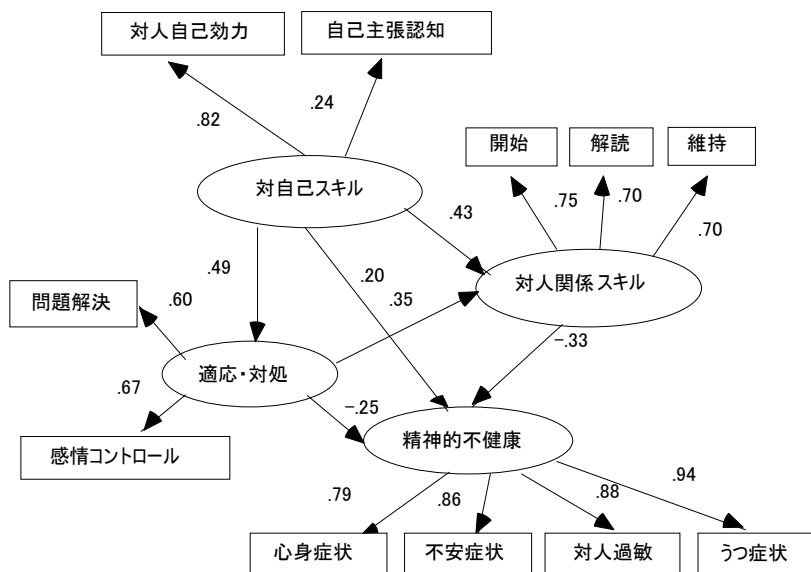 対人自己効力
自己主張認知
.82
.24
開始
解読
維持
対自己スキル
.75
.70
.70
.43
.49
.20
.35
対人関係スキル
問題解決
.60
適応・対処
-.33
.67
-.25
感情コントロール
精神的不健康
.79
.86
.88
.94
心身症状
不安症状
対人過敏
うつ症状